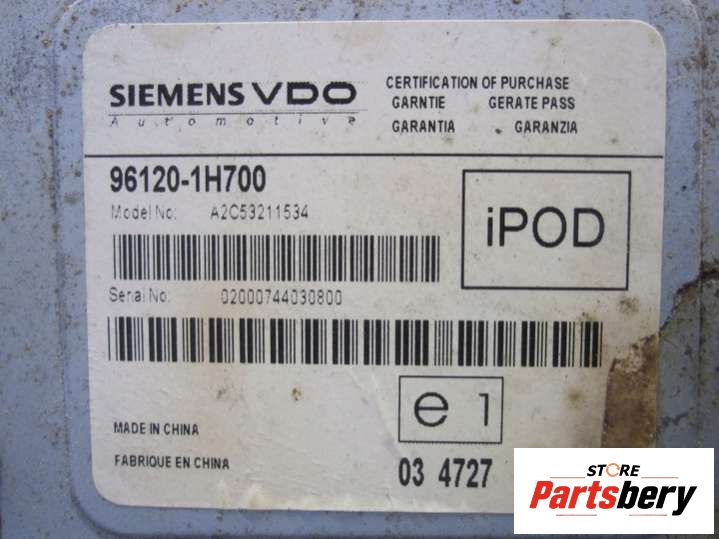 SIEMENS VDO
Automotive
CERTIFICATION OF PURCHASE
GARNTIE GERATE PASS
GARANTIA GARANZIA
96120-1H700
Model No: A2C53211534
iPOD
Serial No: 02000744030800
e1
MADE IN CHINA
FABRIQUE EN CHINA
03 4727
STORE
Partsbery